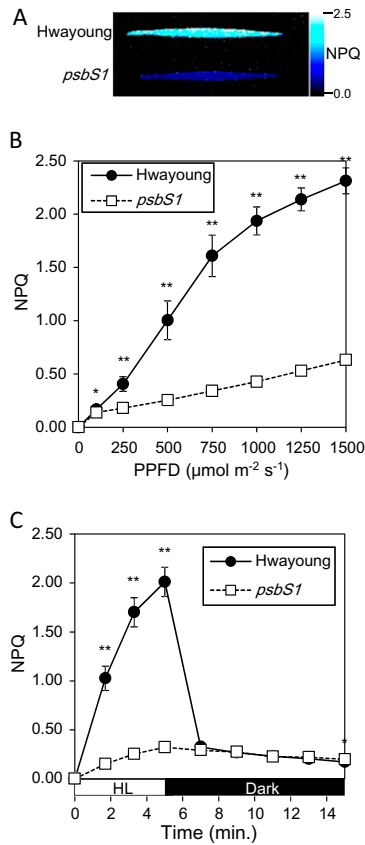 A
Hwayoung
psbS1
2.5
NPQ
0.0
B
2.50
2.00
1.50
1.00
0.50
0.00
NPQ
Hwayoung
psbS1
*
**
**
**
**
**
**
0
250
500
750
1000
1250
1500
PPFD (µmol m-2 s-1)
C
2.50
2.00
1.50
1.00
0.50
0.00
NPQ
Hwayoung
psbS1
**
**
**
*
HL
Dark
0
2
4
6
8
10
12
14
Time (min.)